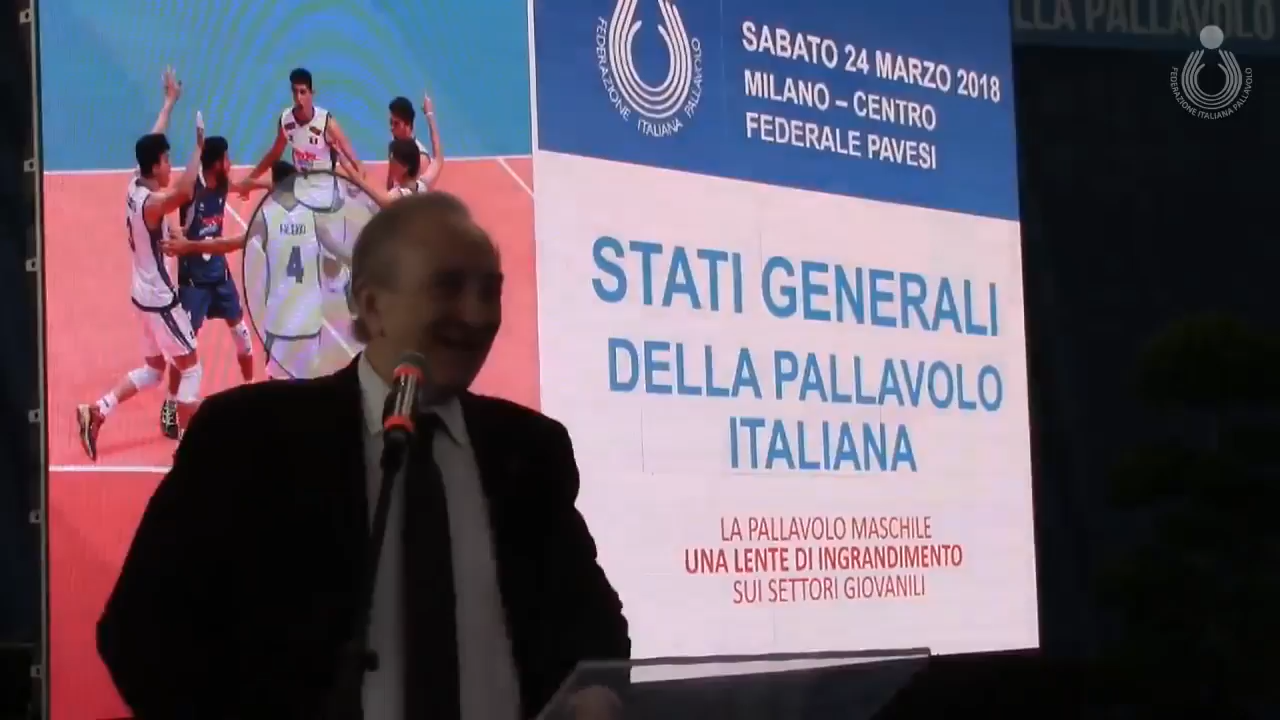 LLA PALLAVOLO
FEDERAZIONE ITALIANA PALLAVOLO
SABATO 24 MARZO 2018
MILANO – CENTRO
FEDERALE PAVESI
FEDERAZIONE ITALIANA PALLAVOLO
4
STATI GENERALI
DELLA PALLAVOLO
ITALIANA
LA PALLAVOLO MASCHILE
UNA LENTE DI INGRANDIMENTO
SUI SETTORI GIOVANILI